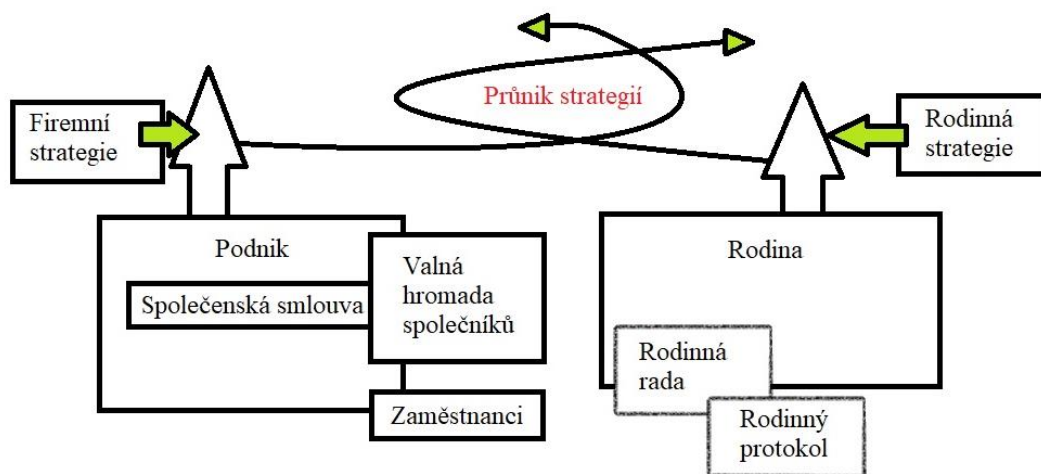 Průnik strategií
Firemní
strategie
Rodinná
strategie
Podnik
Společenská smlouva
Valná
hromada
společníků
Zaměstnanci
Rodina
Rodinná
rada
Rodinný
protokol